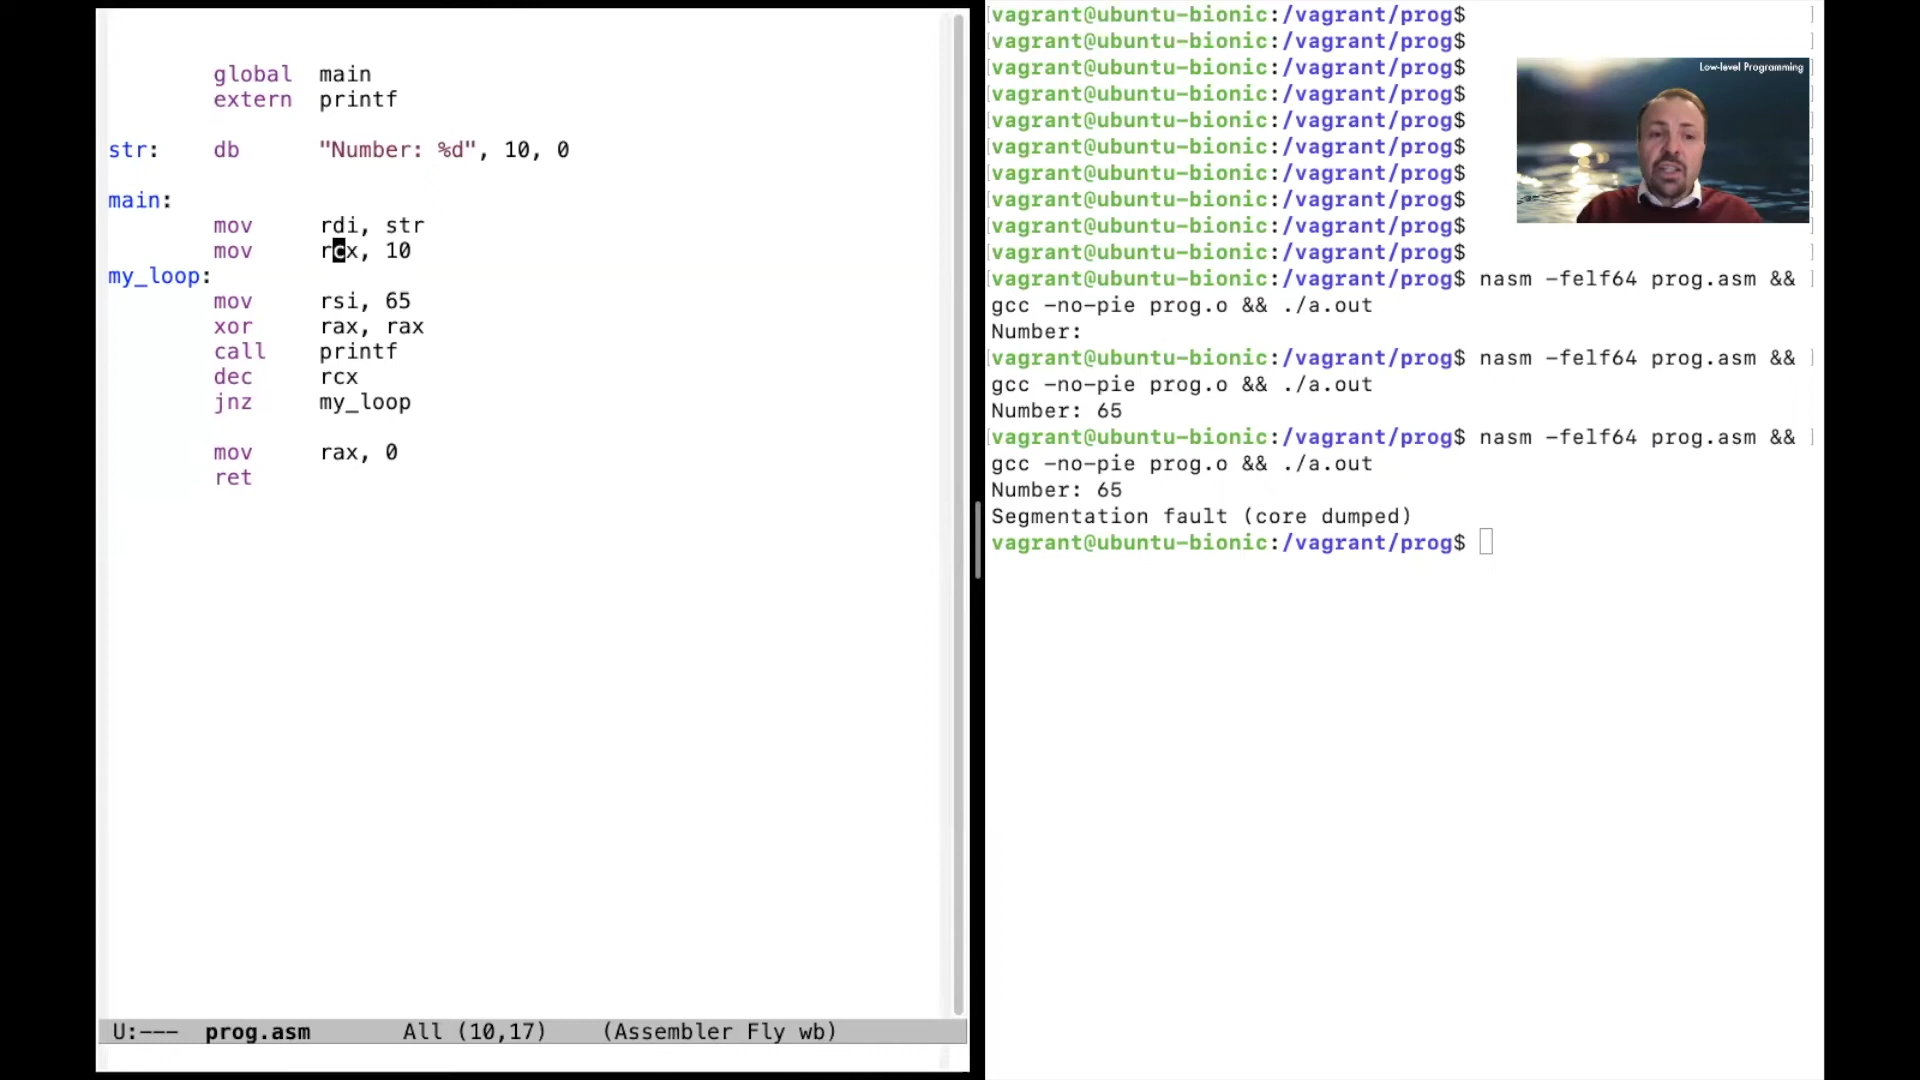 global main
extern printf
str: db "Number: %d", 10, 0
main:
mov rdi, str
mov rcx, 10
my_loop:
mov rsi, 65
xor rax, rax
call printf
dec rcx
jnz my_loop
mov rax, 0
ret
U:--- prog.asm All (10,17) (Assembler Fly wb)
[vagrant@ubuntu-bionic:/vagrant/prog$ ]
[vagrant@ubuntu-bionic:/vagrant/prog$ ]
[vagrant@ubuntu-bionic:/vagrant/prog$
[vagrant@ubuntu-bionic:/vagrant/prog$
[vagrant@ubuntu-bionic:/vagrant/prog$
[vagrant@ubuntu-bionic:/vagrant/prog$
[vagrant@ubuntu-bionic:/vagrant/prog$
[vagrant@ubuntu-bionic:/vagrant/prog$
[vagrant@ubuntu-bionic:/vagrant/prog$ ]
[vagrant@ubuntu-bionic:/vagrant/prog$ ]
[vagrant@ubuntu-bionic:/vagrant/prog$ nasm -felf64 prog.asm && ]
gcc -no-pie prog.o && ./a.out
Number:
[vagrant@ubuntu-bionic:/vagrant/prog$ nasm -felf64 prog.asm && ]
gcc -no-pie prog.o && ./a.out
Number: 65
[vagrant@ubuntu-bionic:/vagrant/prog$ nasm -felf64 prog.asm && ]
gcc -no-pie prog.o && ./a.out
Number: 65
Segmentation fault (core dumped)
vagrant@ubuntu-bionic:/vagrant/prog$
Low-level Programming